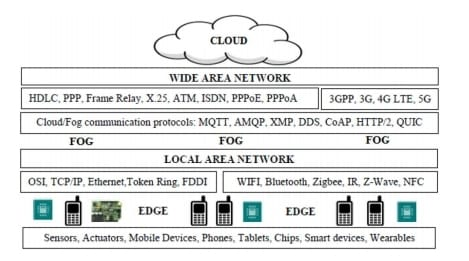 CLOUD
WIDE AREA NETWORK
HDLC, PPP, Frame Relay, X.25, ATM, ISDN, PPPoE, PPPoA
3GPP, 3G, 4G LTE, 5G
Cloud/Fog communication protocols: MQTT, AMQP, XMP, DDS, CoAP, HTTP/2, QUIC
FOG FOG FOG
LOCAL AREA NETWORK
OSI, TCP/IP, Ethernet,Token Ring, FDDI
WIFI, Bluetooth, Zigbee, IR, Z-Wave, NFC
EDGE EDGE
Sensors, Actuators, Mobile Devices, Phones, Tablets, Chips, Smart devices, Wearables